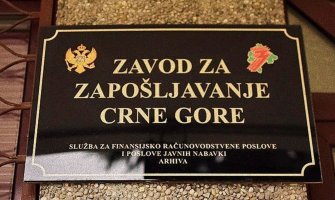 ZAVOD ZA
ZAPOŠLJAVANJE
CRNE GORE
SLUŽBA ZA FINANSIJSKO RAČUNOVODSTVENE POSLOVE
I POSLOVE JAVNIH NABAVKI
ARHIVA